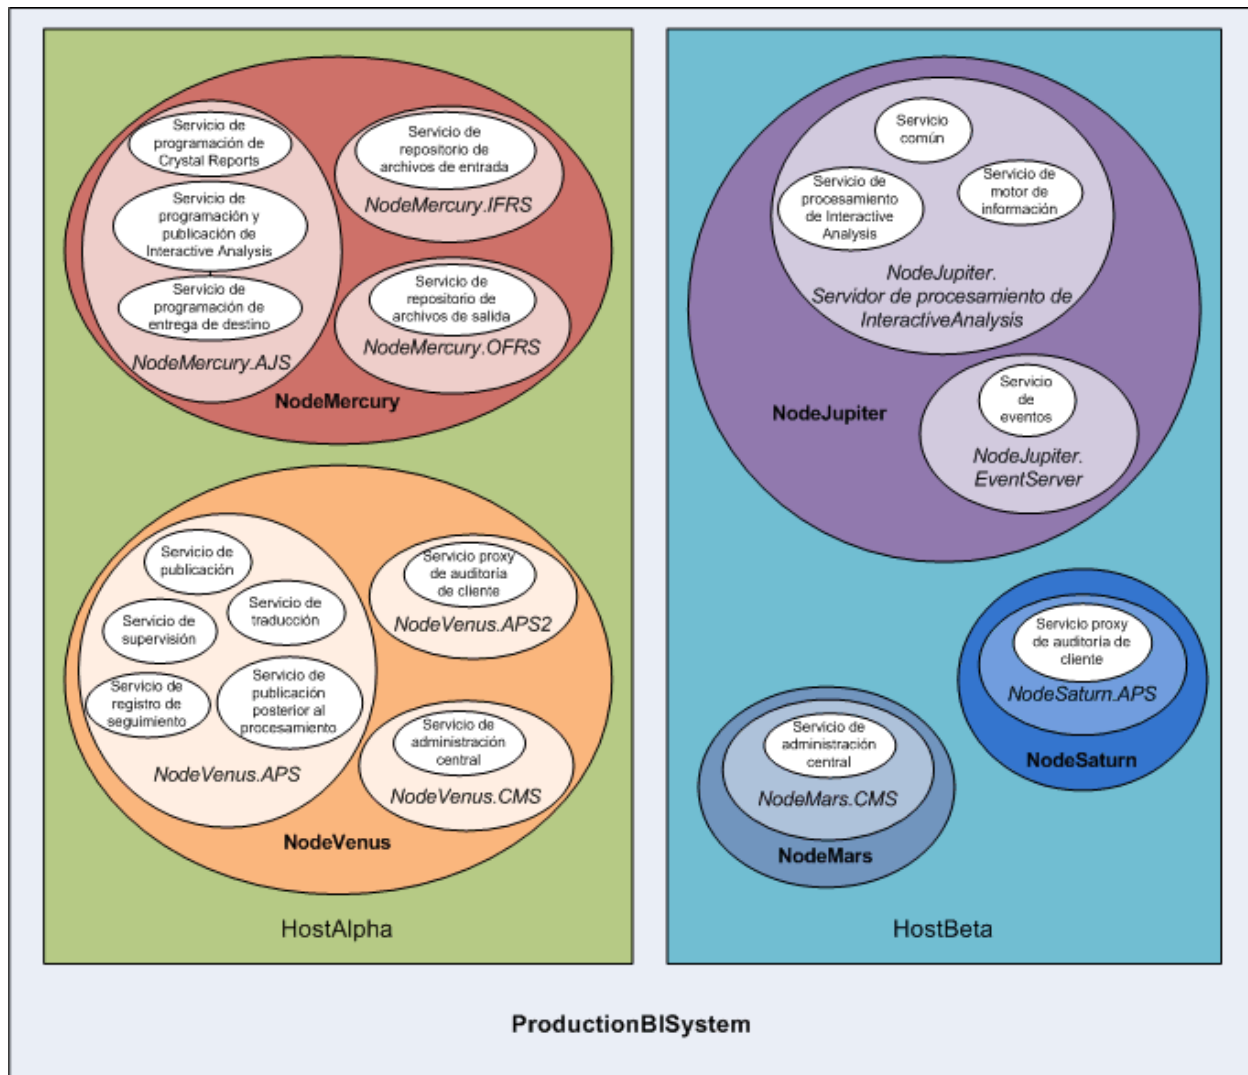 Servicio de
programación de
Crystal Reports
Servicio de
programación y
publicación de
Interactive Analysis
Servicio de
programación de
entrega de destino
NodeMercury.AJS
Servicio de
repositorio de
archivos de entrada
NodeMercury.IFRS
Servicio de
repositorio de
archivos de salida
NodeMercury.OFRS
NodeMercury
Servicio de
publicación
Servicio de
traducción
Servicio de
supervisión
Servicio de
registro de
seguimiento
Servicio de
publicación
posterior al
procesamiento
NodeVenus.APS
Servicio proxy
de auditoría
de cliente
NodeVenus.APS2
Servicio de
administración
central
NodeVenus.CMS
NodeVenus
HostAlpha
Servicio
común
Servicio de
procesamiento
de Interactive
Analysis
Servicio de
motor de
información
NodeJupiter.
Servidor de procesamiento de
InteractiveAnalysis
Servicio
de
eventos
NodeJupiter.
EventServer
NodeJupiter
Servicio proxy
de auditoría de
cliente
NodeSaturn.APS
NodeSaturn
Servicio de
administración
central
NodeMars.CMS
NodeMars
HostBeta
ProductionBISystem